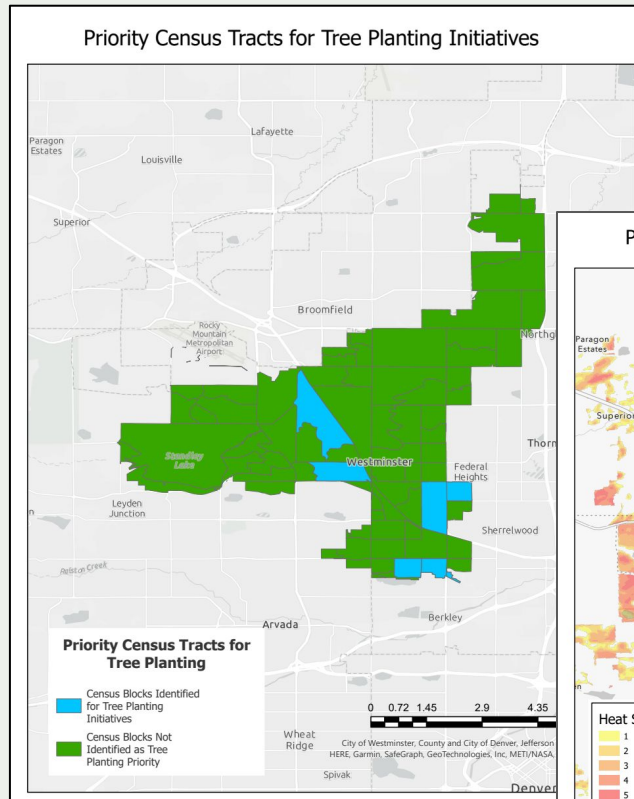 Priority Census Tracts for Tree Planting Initiatives
Paragon
Estates
Lafayette
Louisville
Superior
Broomfield
Rocky
Mountain
Metropolitan
Airport
Standley
Lake
Westminster
Federal
Heights
Leyden
Junction
Sherrelwood
Ralston Creek
Berkley
Arvada
Priority Census Tracts for
Tree Planting
Census Blocks Identified
for Tree Planting
Initiatives
Census Blocks Not
Identified as Tree
Planting Priority
0 0.72 1.45 2.9 4.35
Wheat
Ridge
City of Westminster, County and City of Denver, Jefferson
HERE, Garmin, SafeGraph, GeoTechnologies, Inc, METI/NASA,
Spivak
Denver
P
Paragon
Estates
Superior
Heat S
1
2
3
4
5